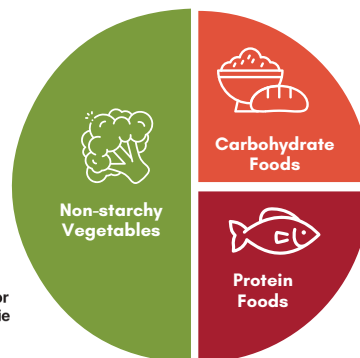 Carbohydrate
Foods
Non-starchy
Vegetables
Protein
Foods